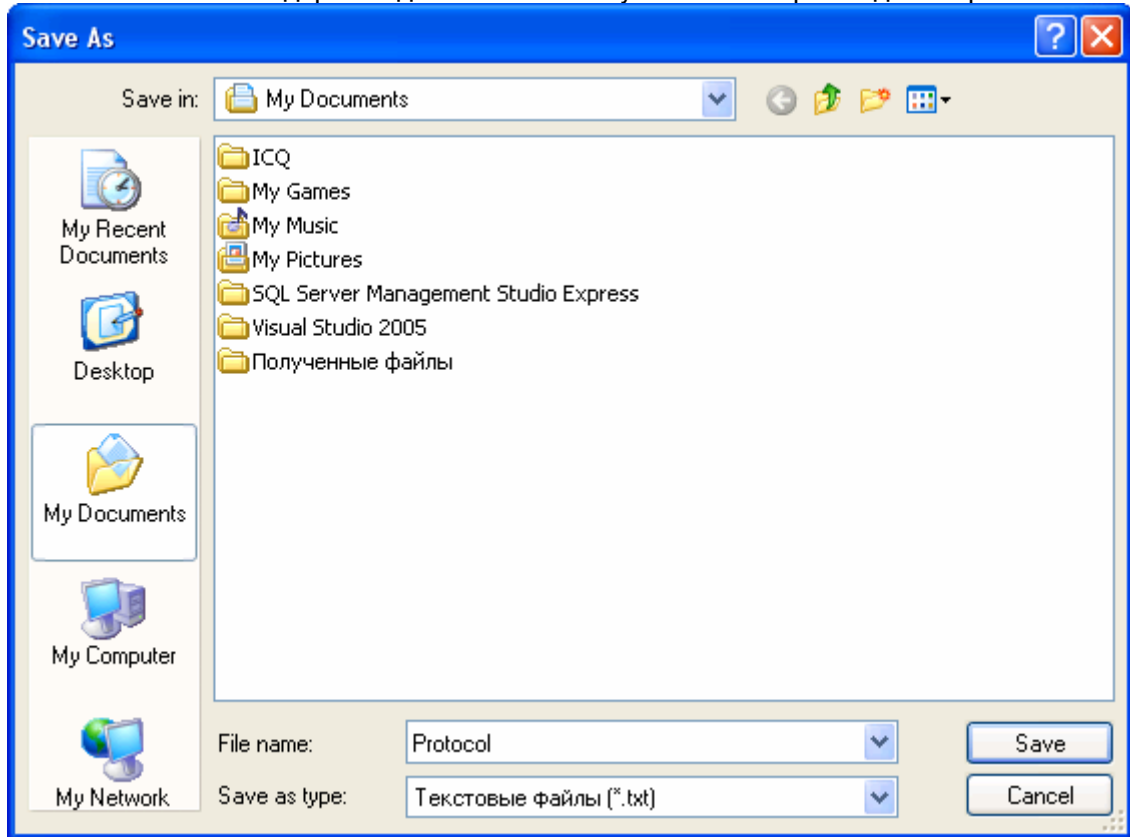 Save As
Save in:
My Documents
ICQ
My Games
My Music
My Pictures
SQL Server Management Studio Express
Visual Studio 2005
Полученные файлы
My Recent
Documents
Desktop
My Documents
My Computer
My Network
File name:
Protocol
Save
Save as type:
Текстовые файлы (*.txt)
Cancel